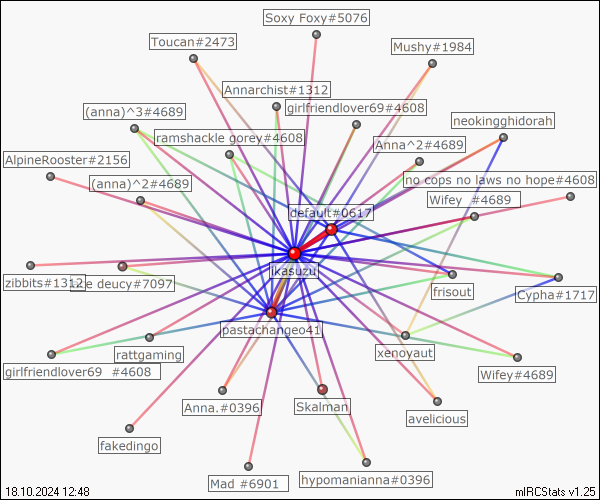 Soxy Foxy#5076
Toucan#2473
Mushy#1984
Annarchist#1312
(anna)^3#4689
girlfriendlover69#4608
neokingghidorah
ramshackle gorey#4608
Anna^2#4689
AlpineRooster#2156
(anna)^2#4689
no cops no laws no hope#4608
Wifey #4689
default#0617
ikasuzu
zibbits#1312
e deucy#7097
frisout
Cypha#1717
pastachangeo41
rattgaming
xenoyaut
girlfriendlover69 #4608
Wifey#4689
Anna.#0396
Skalman
avelicious
fakedingo
Mad #6901
hypomanianna#0396
18.10.2024 12:48
mIRCStats v1.25